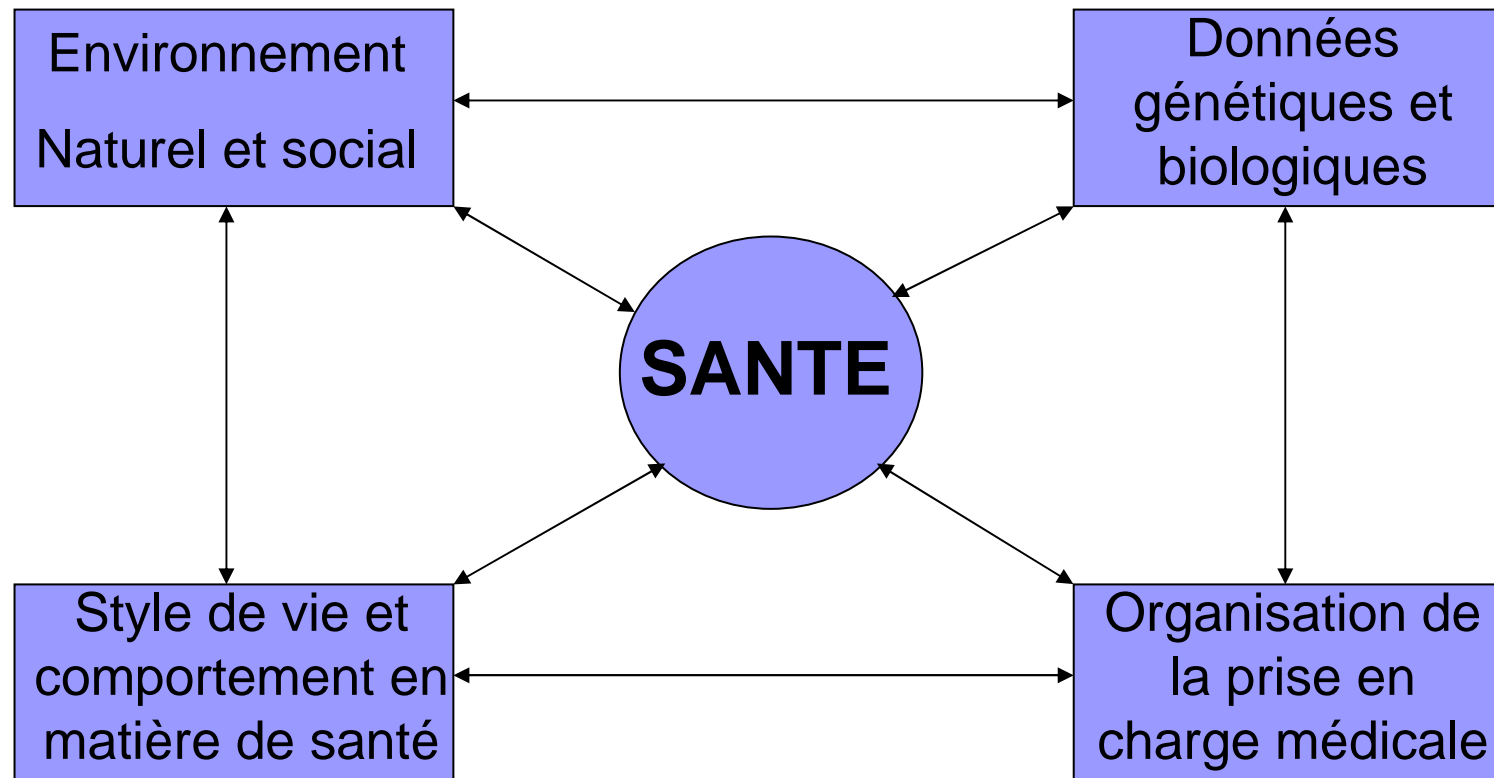 Environnement
Naturel et social
Données
génétiques et
biologiques
SANTE
Style de vie et
comportement en
matière de santé
Organisation de
la prise en
charge médicale